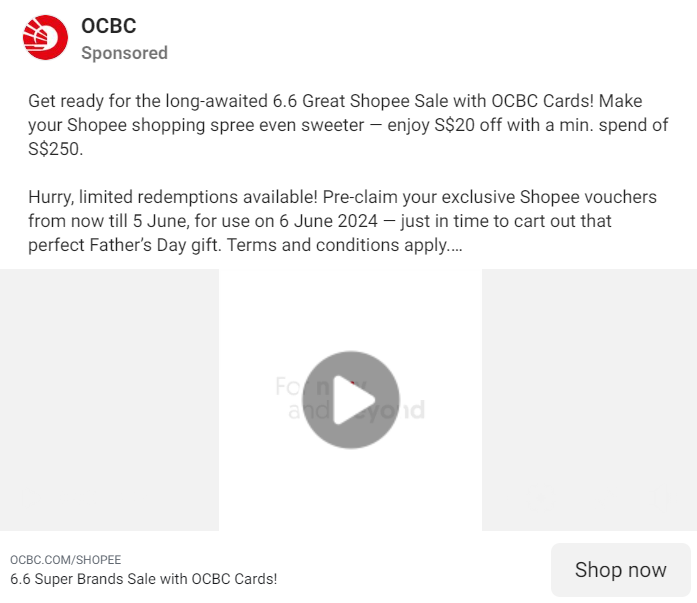 OCBC
Sponsored
Get ready for the long-awaited 6.6 Great Shopee Sale with OCBC Cards! Make
your Shopee shopping spree even sweeter — enjoy S$20 off with a min. spend of
S$250.
Hurry, limited redemptions available! Pre-claim your exclusive Shopee vouchers
from now till 5 June, for use on 6 June 2024 — just in time to cart out that
perfect Father's Day gift. Terms and conditions apply....
For
and
OCBC.COM/SHOPEE
6.6 Super Brands Sale with OCBC Cards!
Shop now